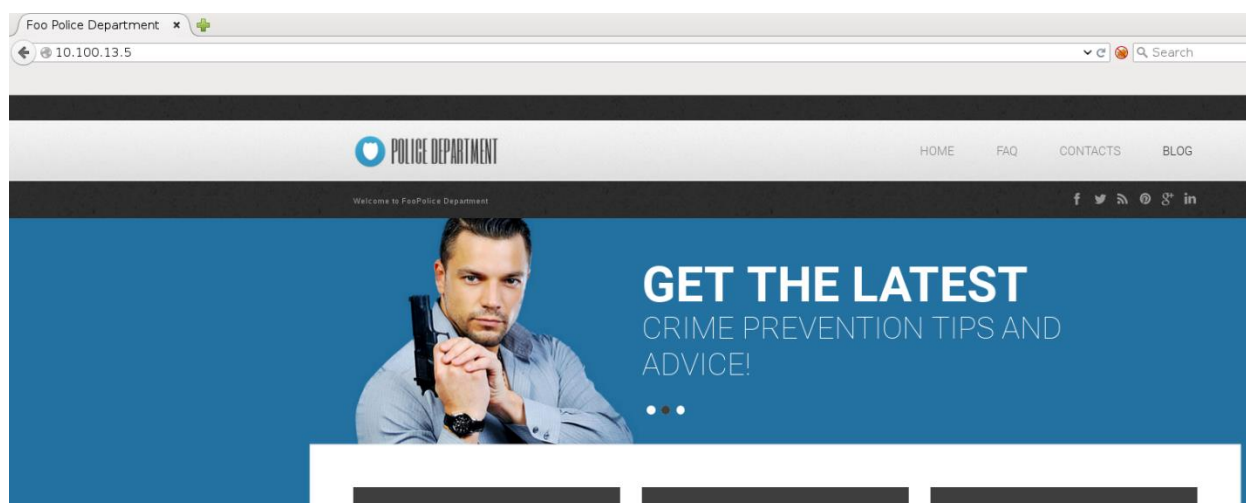 Foo Police Department
10.100.13.5
Search
POLICE DEPARTMENT
HOME FAQ CONTACTS BLOG
Welcome to FooPolice Department
GET THE LATEST
CRIME PREVENTION TIPS AND
ADVICE!